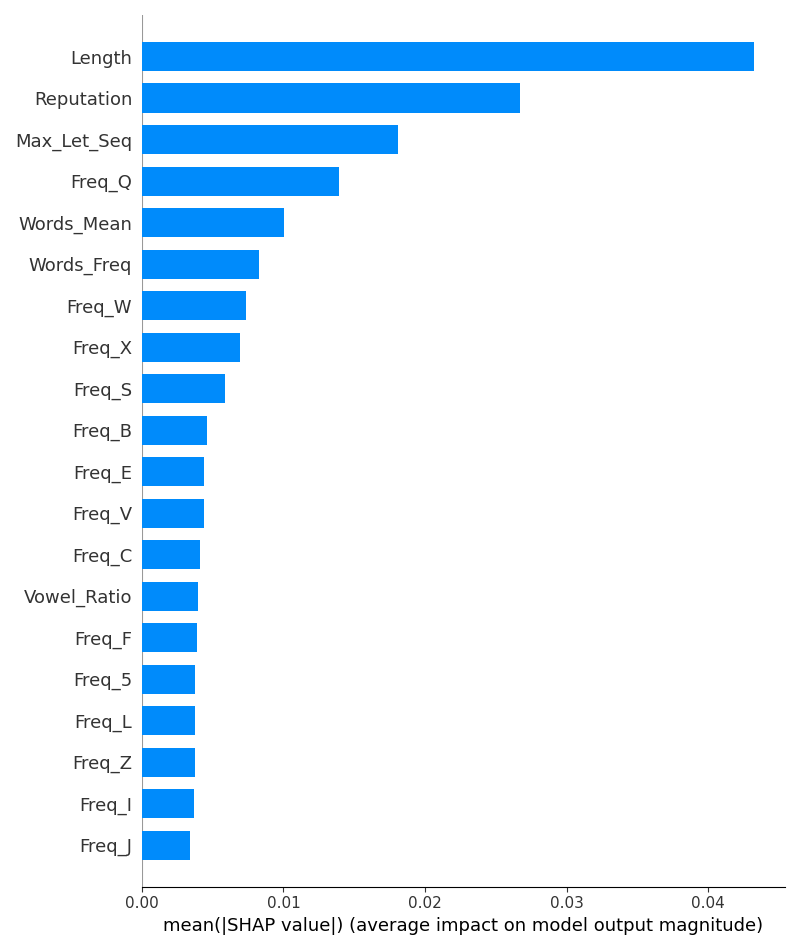 Length
Reputation
Max_Let_Seq
Freq_Q
Words_Mean
Words_Freq
Freq_W
Freq_X
Freq_S
Freq_B
Freq_E
Freq_V
Freq_C
Vowel_Ratio
Freq_F
Freq_5
Freq_L
Freq_Z
Freq_I
Freq_J
0.00 0.01 0.02 0.03 0.04
mean(|SHAP value|) (average impact on model output magnitude)